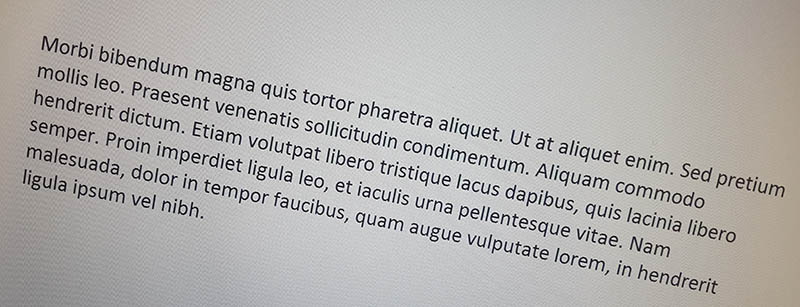 Morbi bibendum magna quis tortor pharetra aliquet. Ut at aliquet enim. Sed pretium
mollis leo. Praesent venenatis sollicitudin condimentum. Aliquam commodo
hendrerit dictum. Etiam volutpat libero tristique lacus dapibus, quis lacinia libero
semper. Proin imperdiet ligula leo, et iaculis urna pellentesque vitae. Nam
malesuada, dolor in tempor faucibus, quam augue vulputate lorem, in hendrerit
ligula ipsum vel nibh.